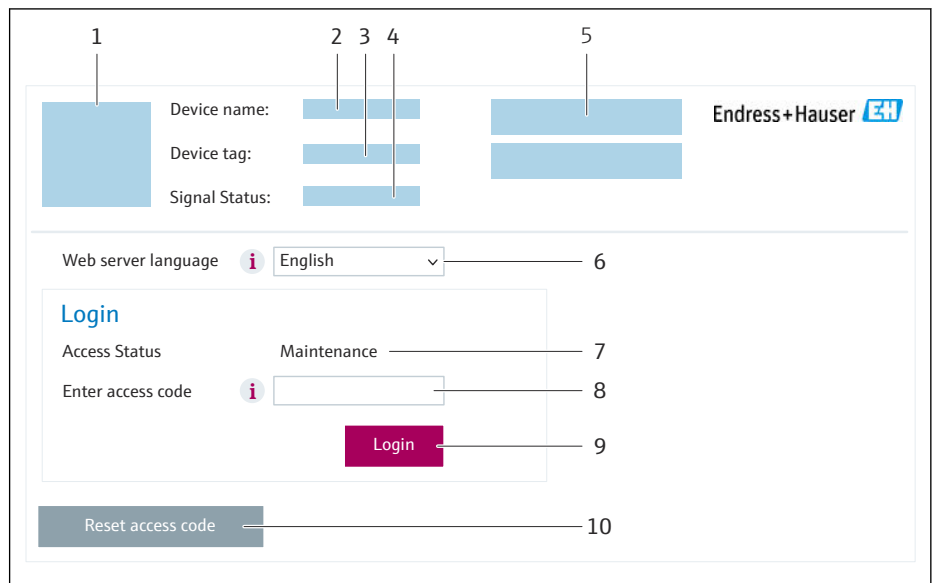 1 2 3 4 5
Device name:
Endress+Hauser EH
Device tag:
Signal Status:
Web server language i English 6
Login
Access Status Maintenance 7
Enter access code i 8
Login 9
Reset access code 10